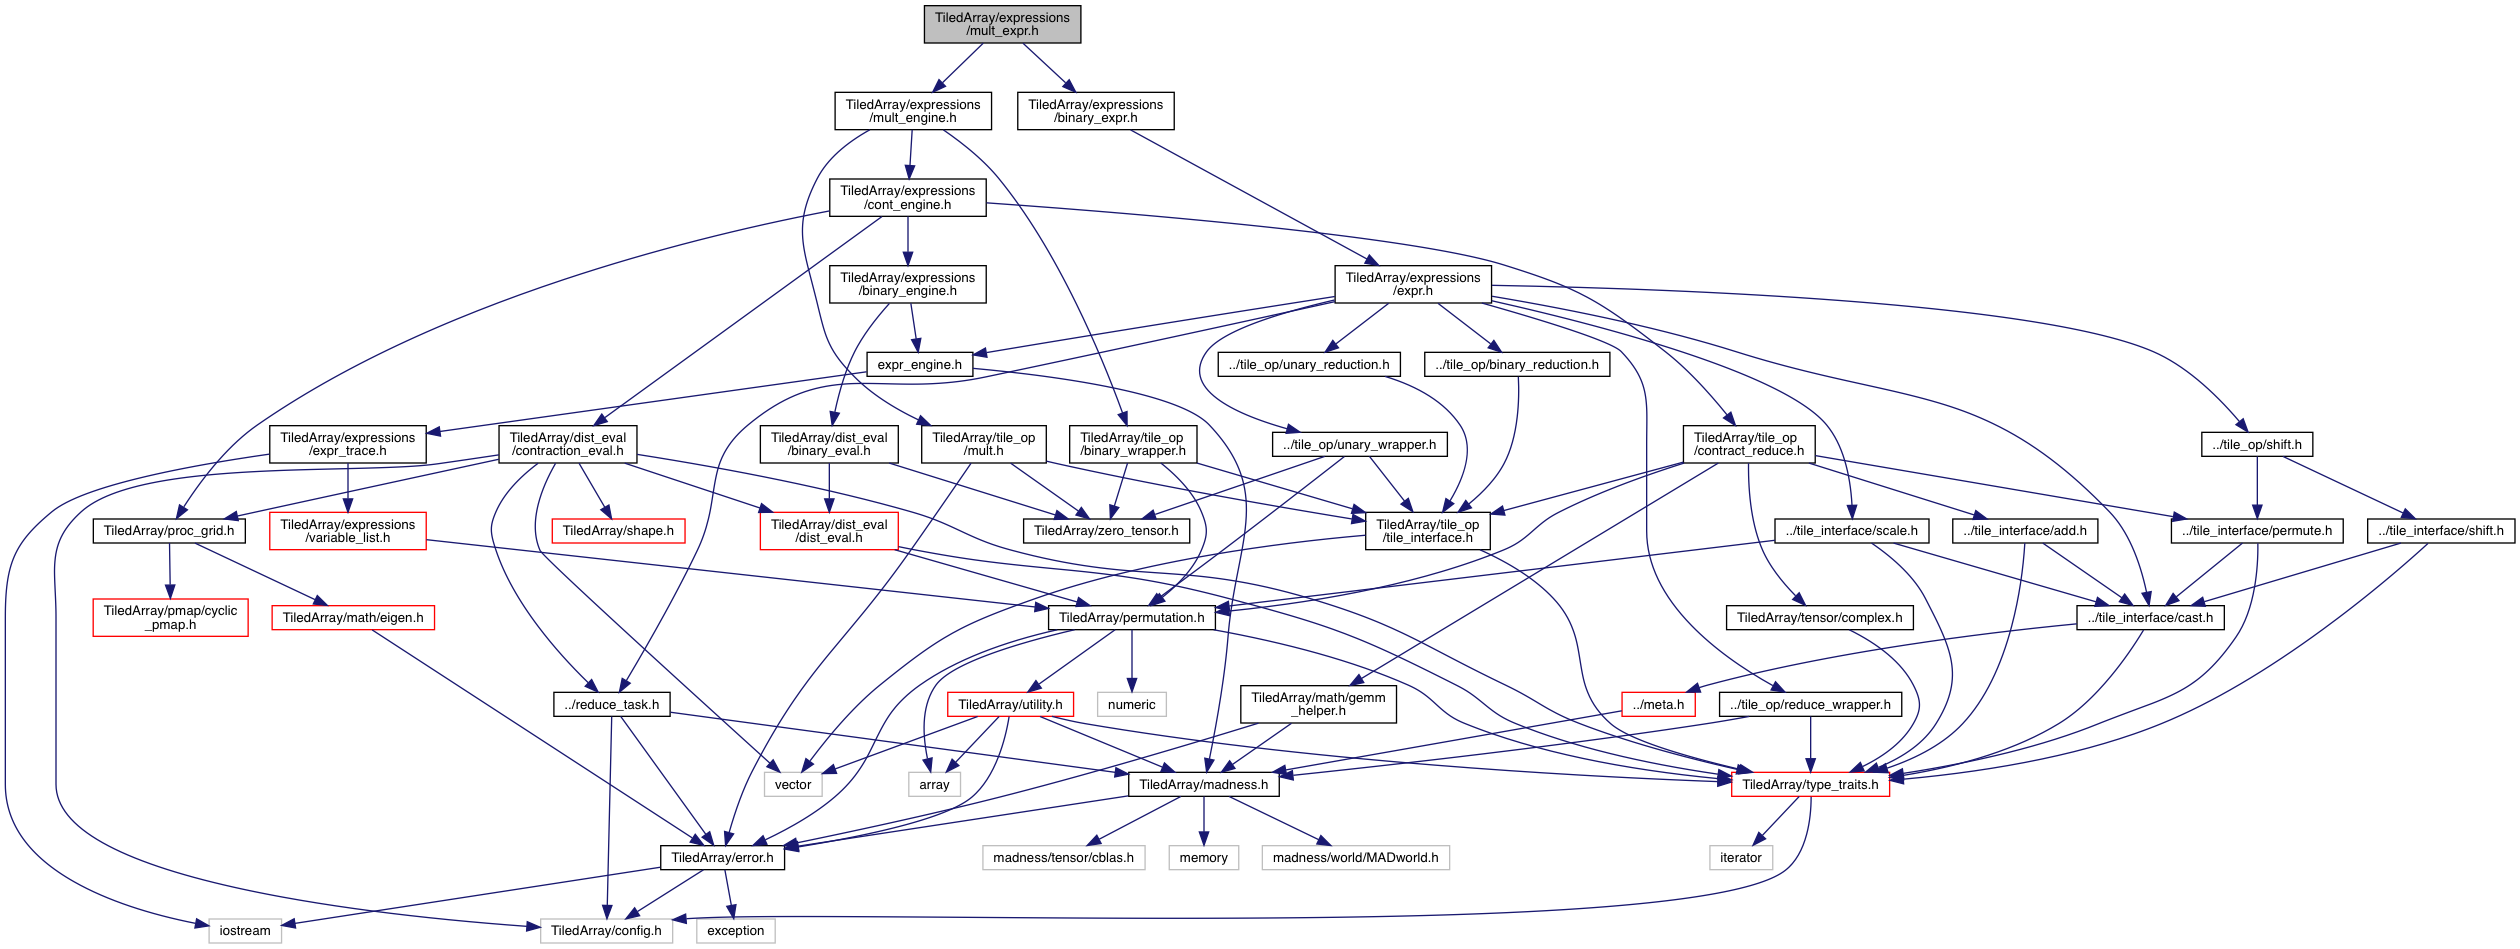 TiledArray/expressions
/mult_expr.h
TiledArray/expressions
/mult_engine.h
TiledArray/expressions
/binary_expr.h
TiledArray/expressions
/cont_engine.h
TiledArray/expressions
/binary_engine.h
TiledArray/expressions
/expr.h
expr_engine.h
../tile_op/unary_reduction.h
../tile_op/binary_reduction.h
TiledArray/expressions
/expr_trace.h
TiledArray/dist_eval
/contraction_eval.h
TiledArray/dist_eval
/binary_eval.h
TiledArray/tile_op
/mult.h
TiledArray/tile_op
/binary_wrapper.h
../tile_op/unary_wrapper.h
TiledArray/tile_op
/contract_reduce.h
../tile_op/shift.h
TiledArray/proc_grid.h
TiledArray/expressions
/variable_list.h
TiledArray/shape.h
TiledArray/dist_eval
/dist_eval.h
TiledArray/zero_tensor.h
TiledArray/tile_op
/tile_interface.h
../tile_interface/scale.h
../tile_interface/add.h
../tile_interface/permute.h
../tile_interface/shift.h
TiledArray/pmap/cyclic
_pmap.h
TiledArray/math/eigen.h
TiledArray/permutation.h
TiledArray/tensor/complex.h
../tile_interface/cast.h
../reduce_task.h
TiledArray/utility.h
numeric
TiledArray/math/gemm
_helper.h
../meta.h
../tile_op/reduce_wrapper.h
vector
array
TiledArray/madness.h
TiledArray/type_traits.h
TiledArray/error.h
madness/tensor/cblas.h
memory
madness/world/MADworld.h
iterator
iostream
TiledArray/config.h
exception